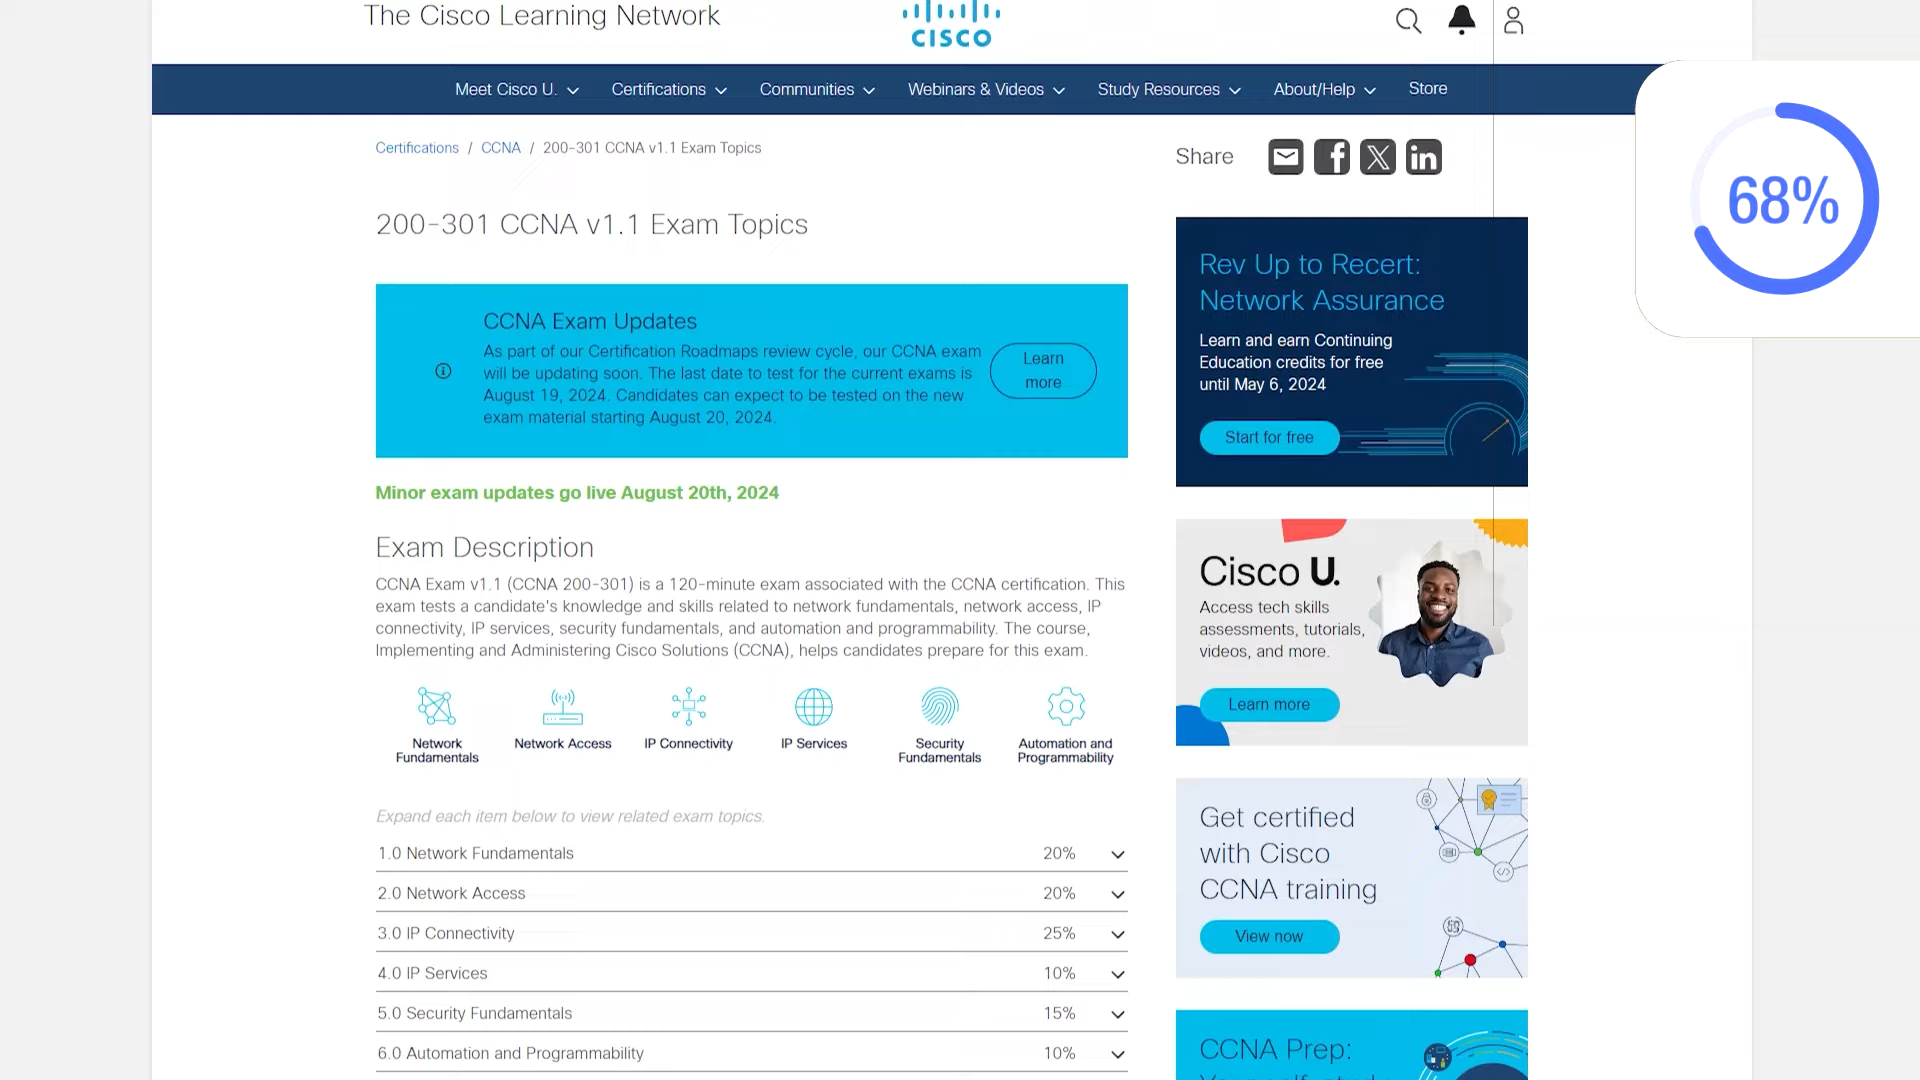 The Cisco Learning Network
CISCO
Meet Cisco U. Certifications Communities Webinars & Videos Study Resources About/Help Store
Certifications / CCNA / 200-301 CCNA v1.1 Exam Topics
Share
68%
200-301 CCNA v1.1 Exam Topics
CCNA Exam Updates
As part of our Certification Roadmaps review cycle, our CCNA exam
will be updating soon. The last date to test for the current exams is
August 19, 2024. Candidates can expect to be tested on the new
exam material starting August 20, 2024.
Learn
more
Minor exam updates go live August 20th, 2024
Exam Description
CCNA Exam v1.1 (CCNA 200-301) is a 120-minute exam associated with the CCNA certification. This
exam tests a candidate's knowledge and skills related to network fundamentals, network access, IP
connectivity, IP services, security fundamentals, and automation and programmability. The course,
Implementing and Administering Cisco Solutions (CCNA), helps candidates prepare for this exam.
Network
Fundamentals
Network Access
IP Connectivity
IP Services
Security
Fundamentals
Automation and
Programmability
Expand each item below to view related exam topics.
1.0 Network Fundamentals 20%
2.0 Network Access 20%
3.0 IP Connectivity 25%
4.0 IP Services 10%
5.0 Security Fundamentals 15%
6.0 Automation and Programmability 10%
Rev Up to Recert:
Network Assurance
Learn and earn Continuing
Education credits for free
until May 6, 2024
Start for free
Cisco U.
Access tech skills
assessments, tutorials,
videos, and more.
Learn more
Get certified
with Cisco
CCNA training
View now
CCNA Prep: